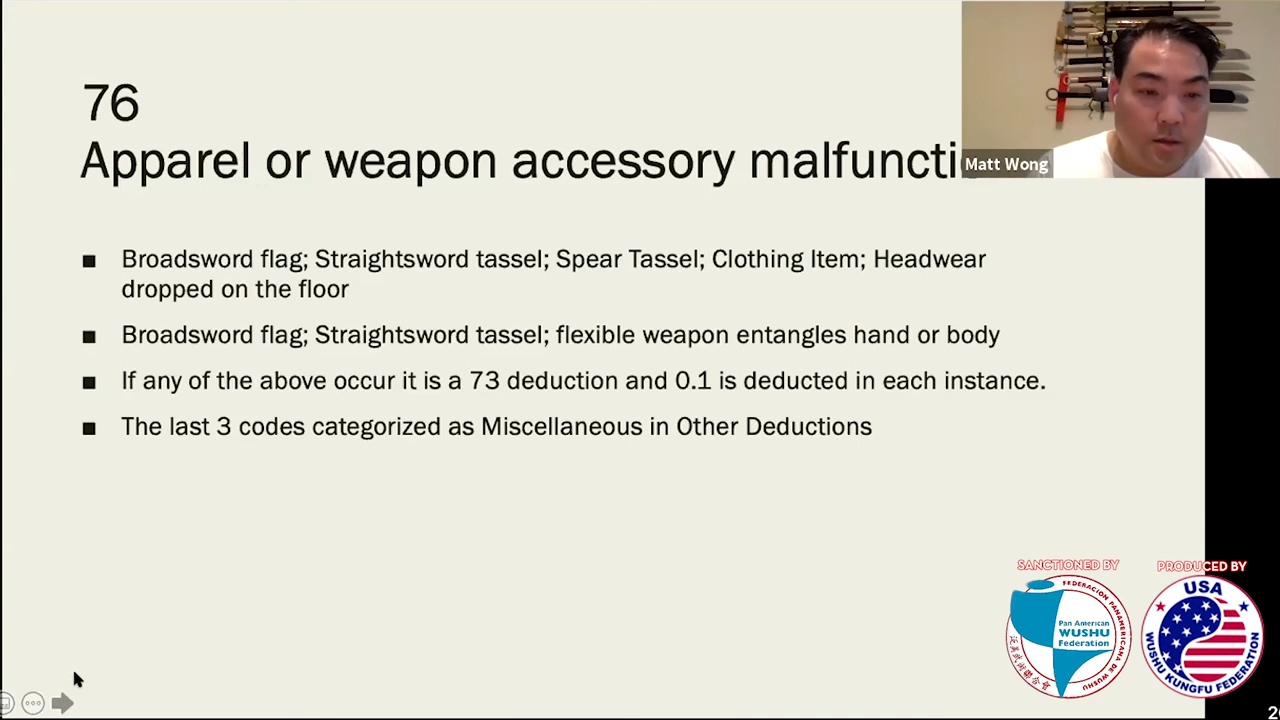 76
Apparel or weapon accessory malfuncti
Matt Wong
■ Broadsword flag; Straightsword tassel; Spear Tassel; Clothing Item; Headwear
dropped on the floor
■ Broadsword flag; Straightsword tassel; flexible weapon entangles hand or body
■ If any of the above occur it is a 73 deduction and 0.1 is deducted in each instance.
■ The last 3 codes categorized as Miscellaneous in Other Deductions
SANCTIONED BY
FEDERACION PANAMERICANA DE WUSHU
Pan American
WUSHU
Federation
PRODUCED BY
USA
WUSHU KUNGFU FEDERATION